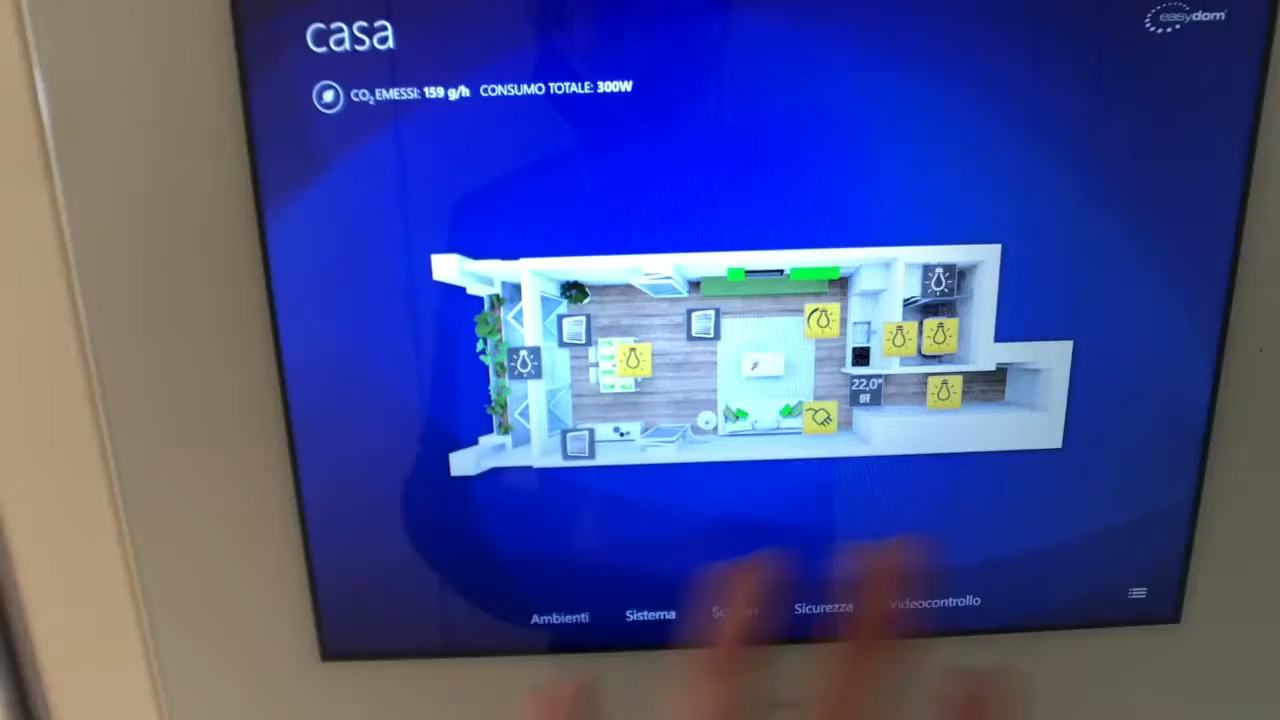 casa
easydom
CO₂ EMESSI: 159 g/h CONSUMO TOTALE: 300W
22,0°
OFF
Ambienti Sistema Sicurezza Videocontrollo